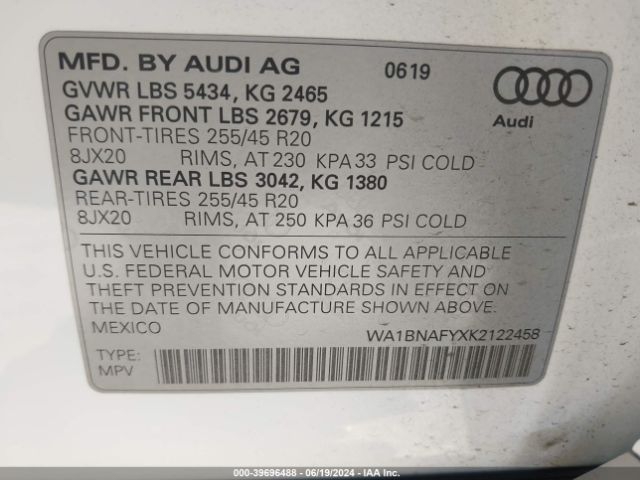 MFD. BY AUDI AG 0619
GVWR LBS 5434, KG 2465
GAWR FRONT LBS 2679, KG 1215
FRONT-TIRES 255/45 R20
8JX20 RIMS, AT 230 KPA 33 PSI COLD
GAWR REAR LBS 3042, KG 1380
REAR-TIRES 255/45 R20
8JX20 RIMS, AT 250 KPA 36 PSI COLD
Audi
THIS VEHICLE CONFORMS TO ALL APPLICABLE
U.S. FEDERAL MOTOR VEHICLE SAFETY AND
THEFT PREVENTION STANDARDS IN EFFECT ON
THE DATE OF MANUFACTURE SHOWN ABOVE.
MEXICO WA1BNAFYXK2122458
TYPE:
MPV
000-39696488 - 06/19/2024 - IAA Inc.